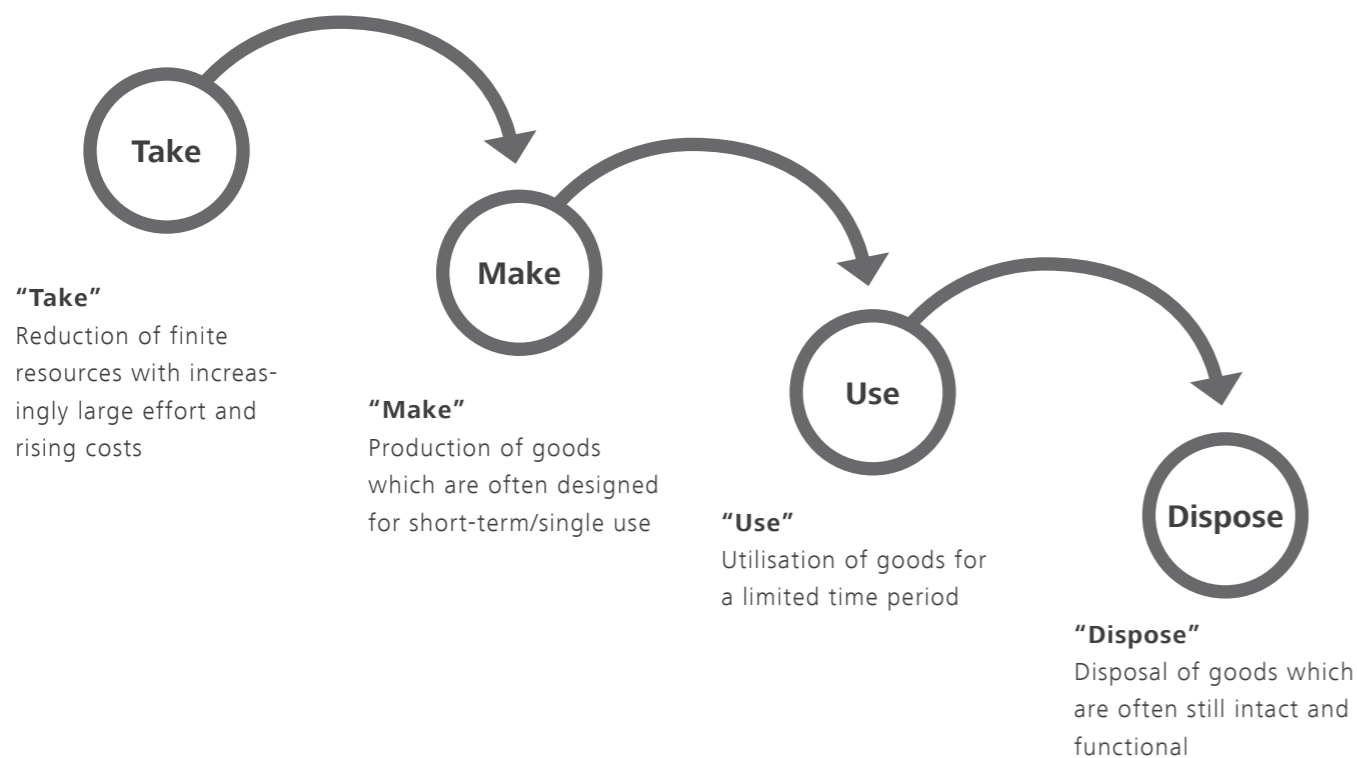 Take
"Take"
Reduction of finite
resources with increas-
ingly large effort and
rising costs
Make
“Make”
Production of goods
which are often designed
for short-term/single use
Use
“Use”
Utilisation of goods for
a limited time period
Dispose
“Dispose”
Disposal of goods which
are often still intact and
functional